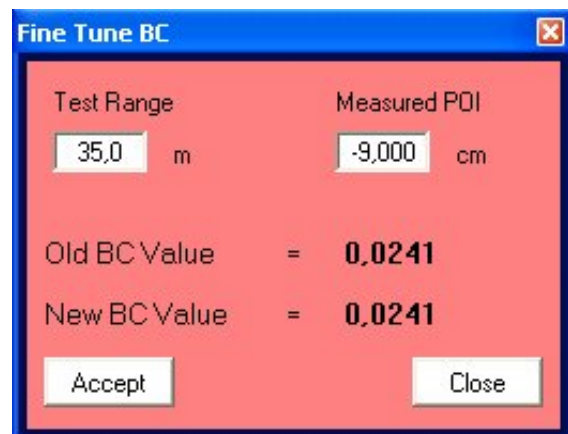 Fine Tune BC
Test Range Measured POI
35,0 m -9,000 cm
Old BC Value = 0,0241
New BC Value = 0,0241
Accept Close